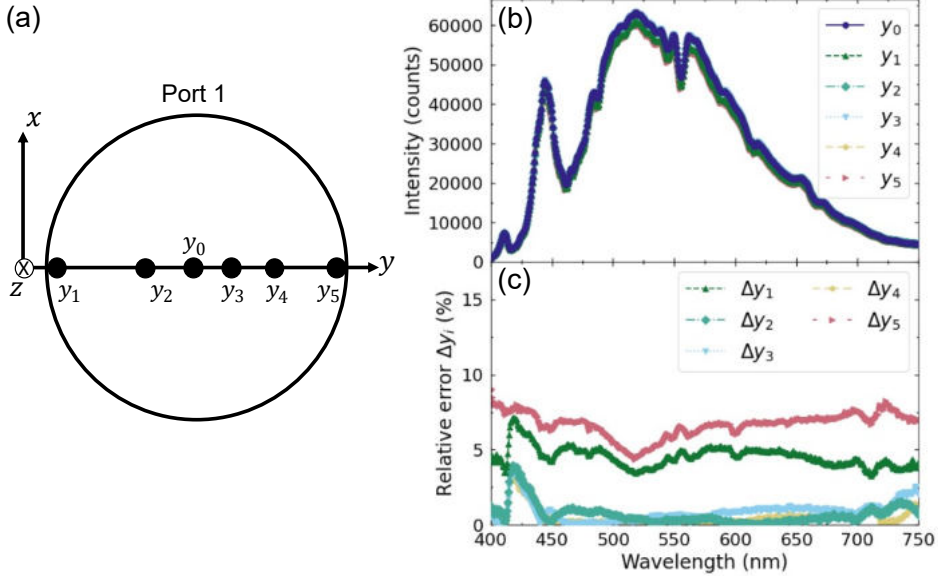 (a)
Port 1
x
y
z
y₀
y₁
y₂
y₃
y₄
y₅
(b)
Intensity (counts)
60000
50000
40000
30000
20000
10000
0
y₀
y₁
y₂
y₃
y₄
y₅
(c)
Relative error Δyᵢ (%)
15
10
5
0
Δy₁
Δy₂
Δy₃
Δy₄
Δy₅
400 450 500 550 600 650 700 750
Wavelength (nm)